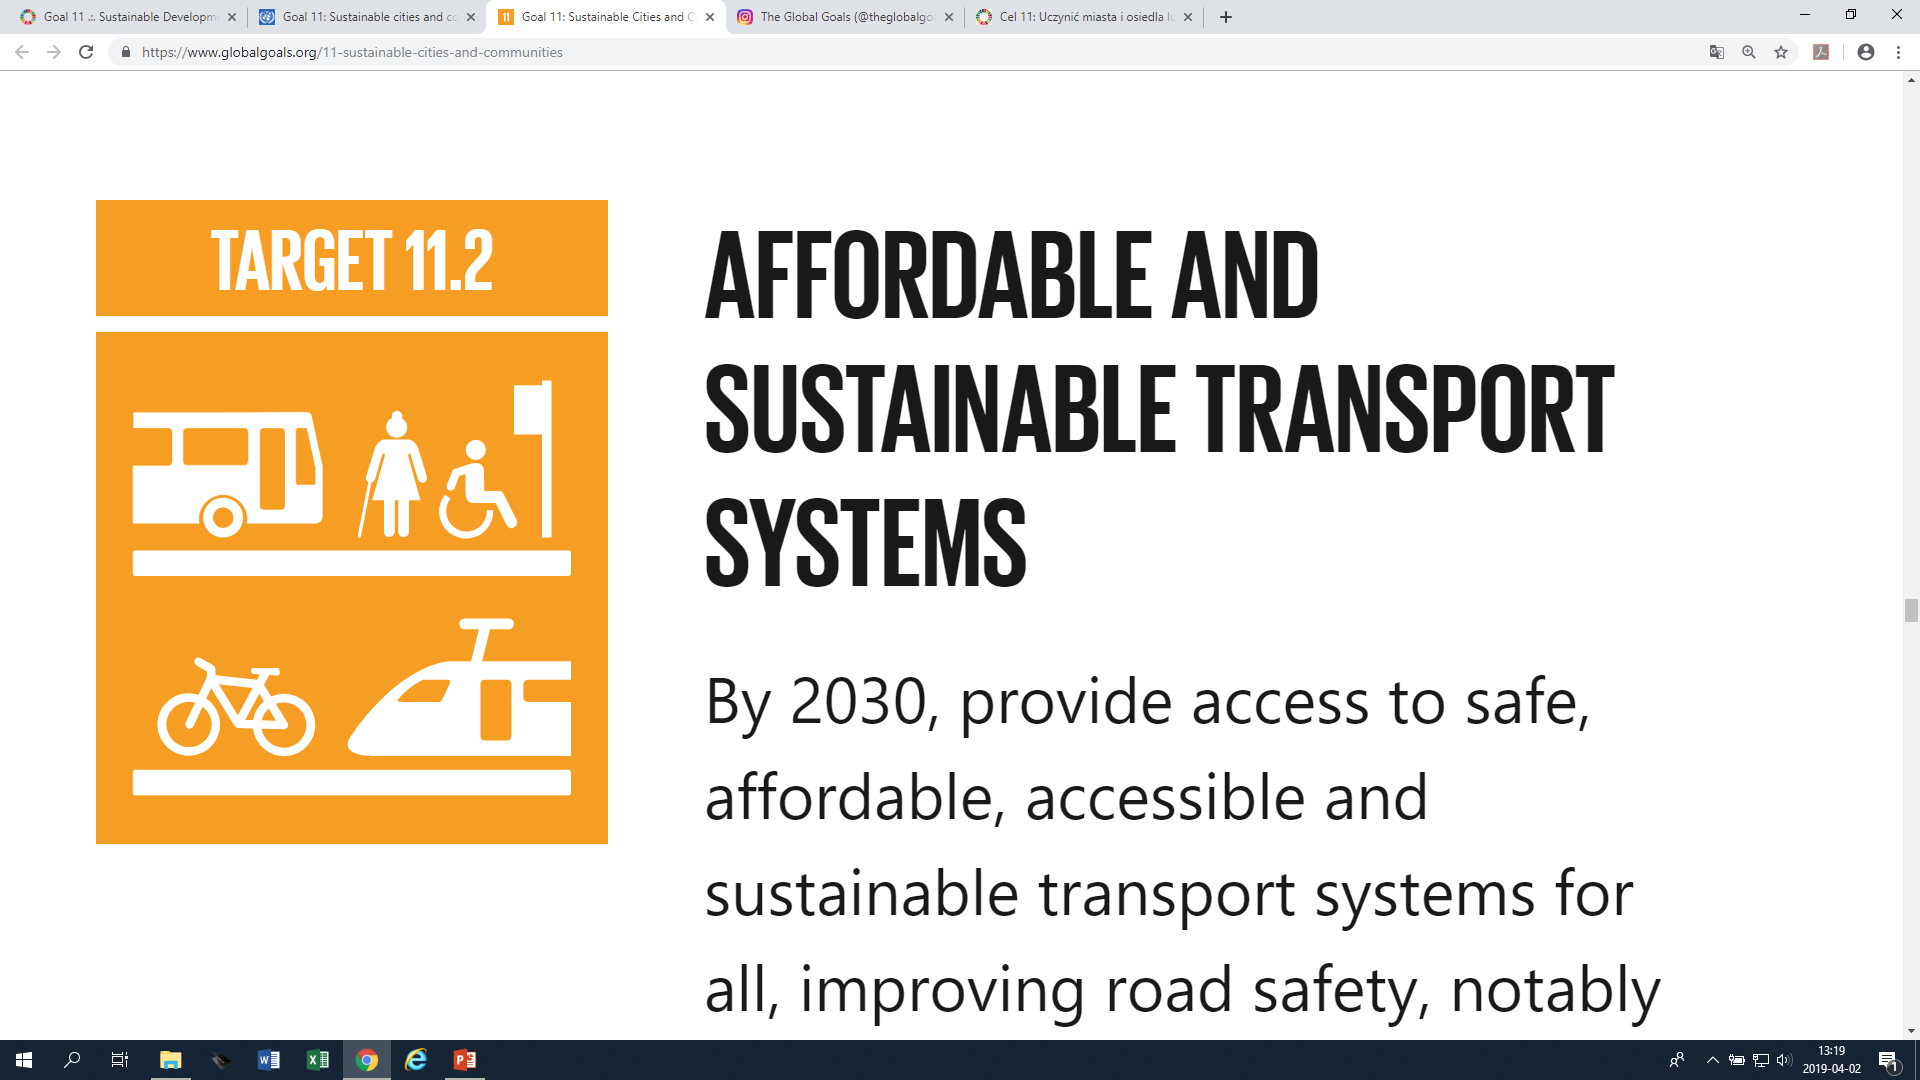 Goal 11 .:. Sustainable Developm
Goal 11: Sustainable cities and co
Goal 11: Sustainable Cities and C
The Global Goals (@theglobalgo
Cel 11: Uczynić miasta i osiedla lu
https://www.globalgoals.org/11-sustainable-cities-and-communities
TARGET 11.2
AFFORDABLE AND
SUSTAINABLE TRANSPORT
SYSTEMS
By 2030, provide access to safe,
affordable, accessible and
sustainable transport systems for
all, improving road safety, notably
13:19
2019-04-02
1